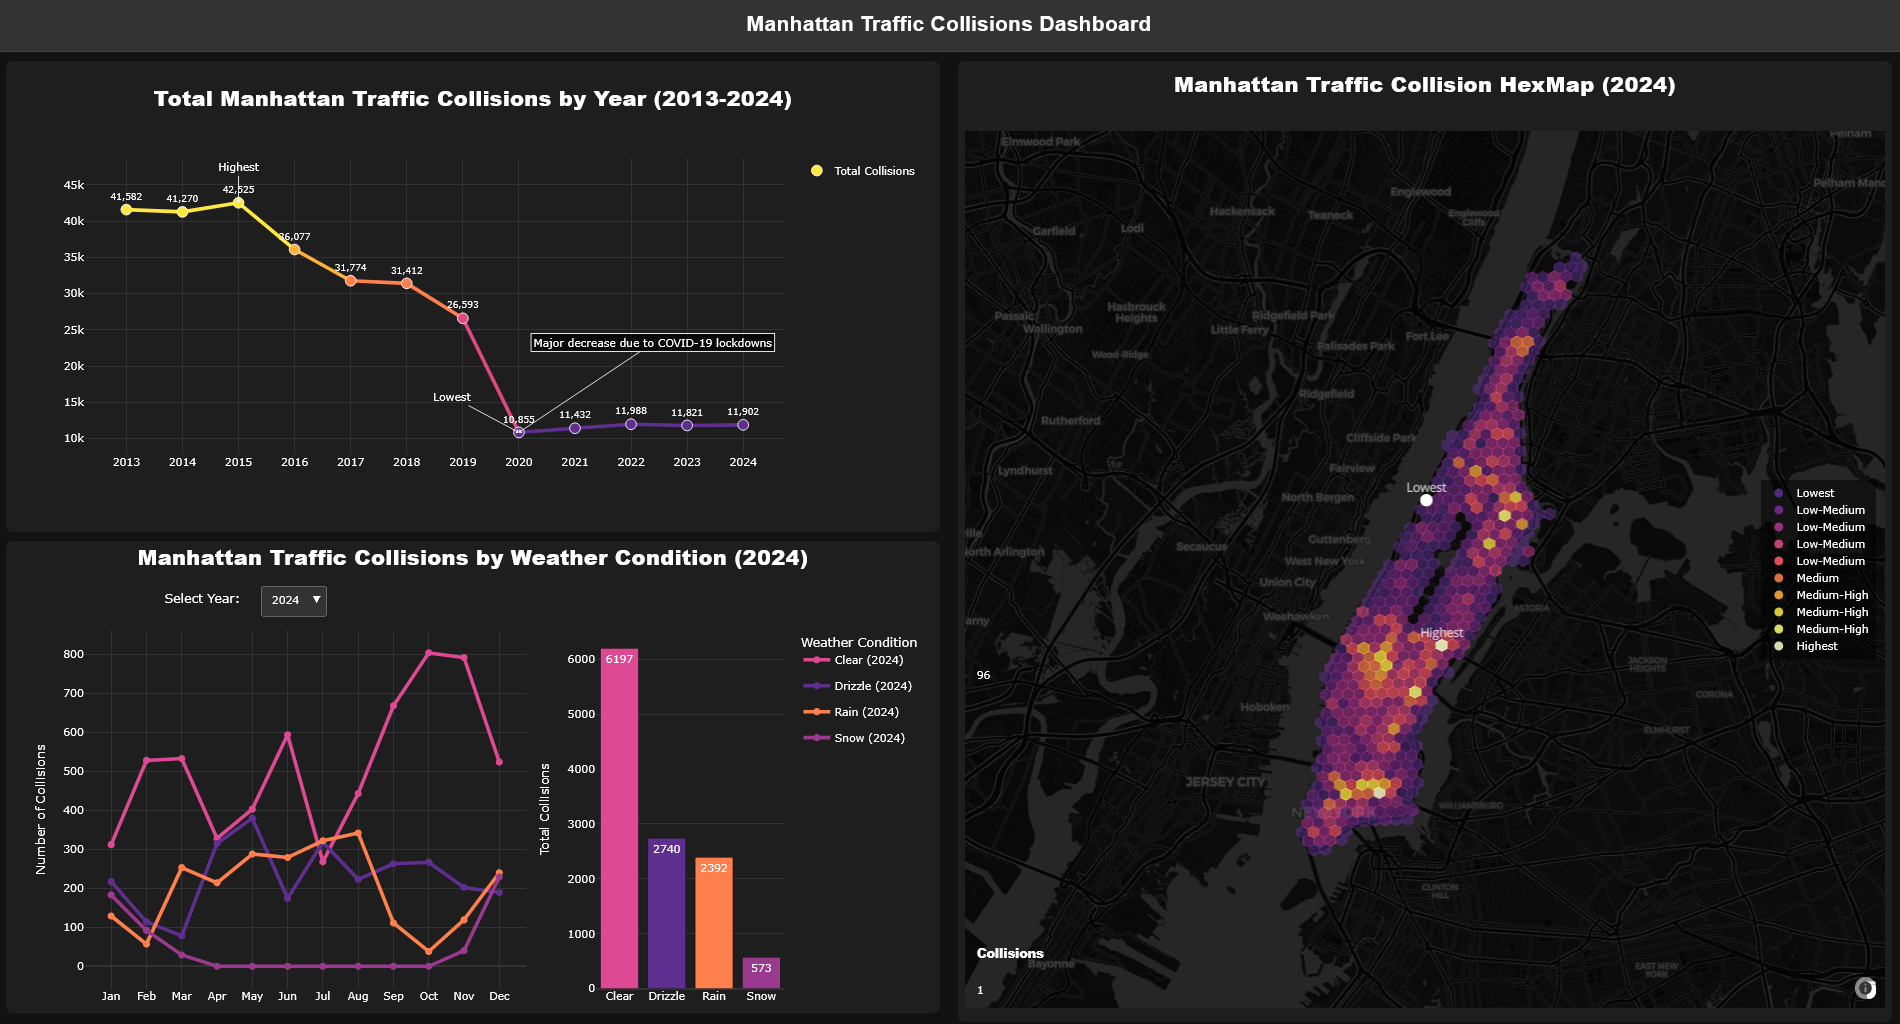 Manhattan Traffic Collisions Dashboard
Total Manhattan Traffic Collisions by Year (2013-2024)
Highest
Total Collisions
45k
40k
35k
30k
25k
20k
15k
10k
41,582
41,270
42,525
36,077
31,774
31,412
26,593
10,855
11,432
11,988
11,821
11,902
Major decrease due to COVID-19 lockdowns
Lowest
2013 2014 2015 2016 2017 2018 2019 2020 2021 2022 2023 2024
Manhattan Traffic Collisions by Weather Condition (2024)
Select Year:
2024 ▼
Number of Collisions
800
700
600
500
400
300
200
100
0
Jan Feb Mar Apr May Jun Jul Aug Sep Oct Nov Dec
Total Collisions
6000
5000
4000
3000
2000
1000
0
6197
2740
2392
573
Clear Drizzle Rain Snow
Weather Condition
Clear (2024)
Drizzle (2024)
Rain (2024)
Snow (2024)
Manhattan Traffic Collision HexMap (2024)
Elmwood Park
Pelham
Pelham Mano
Englewood
Hackensack
Teaneck
Englewood
Cliffs
Garfield
Lodi
Hasbrouck
Heights
Passaic
Wallington
Ridgefield Park
Little Ferry
Fort Lee
Palisades Park
Wood-Ridge
Ridgefield
Rutherford
Cliffside Park
Lyndhurst
Fairview
Lowest
North Bergen
ville
North Arlington
Secaucus
Guttenberg
West New York
Union City
Weehawken
arny
ASTORIA
Highest
JACKSON
HEIGHTS
CORONA
96
Hoboken
ELMHURST
JERSEY CITY
NE
WILLIAMSBURG
CLINTON
HILL
Collisions
Bayonne
EAST NEW
YORK
1
Lowest
Low-Medium
Low-Medium
Low-Medium
Low-Medium
Medium
Medium-High
Medium-High
Medium-High
Highest